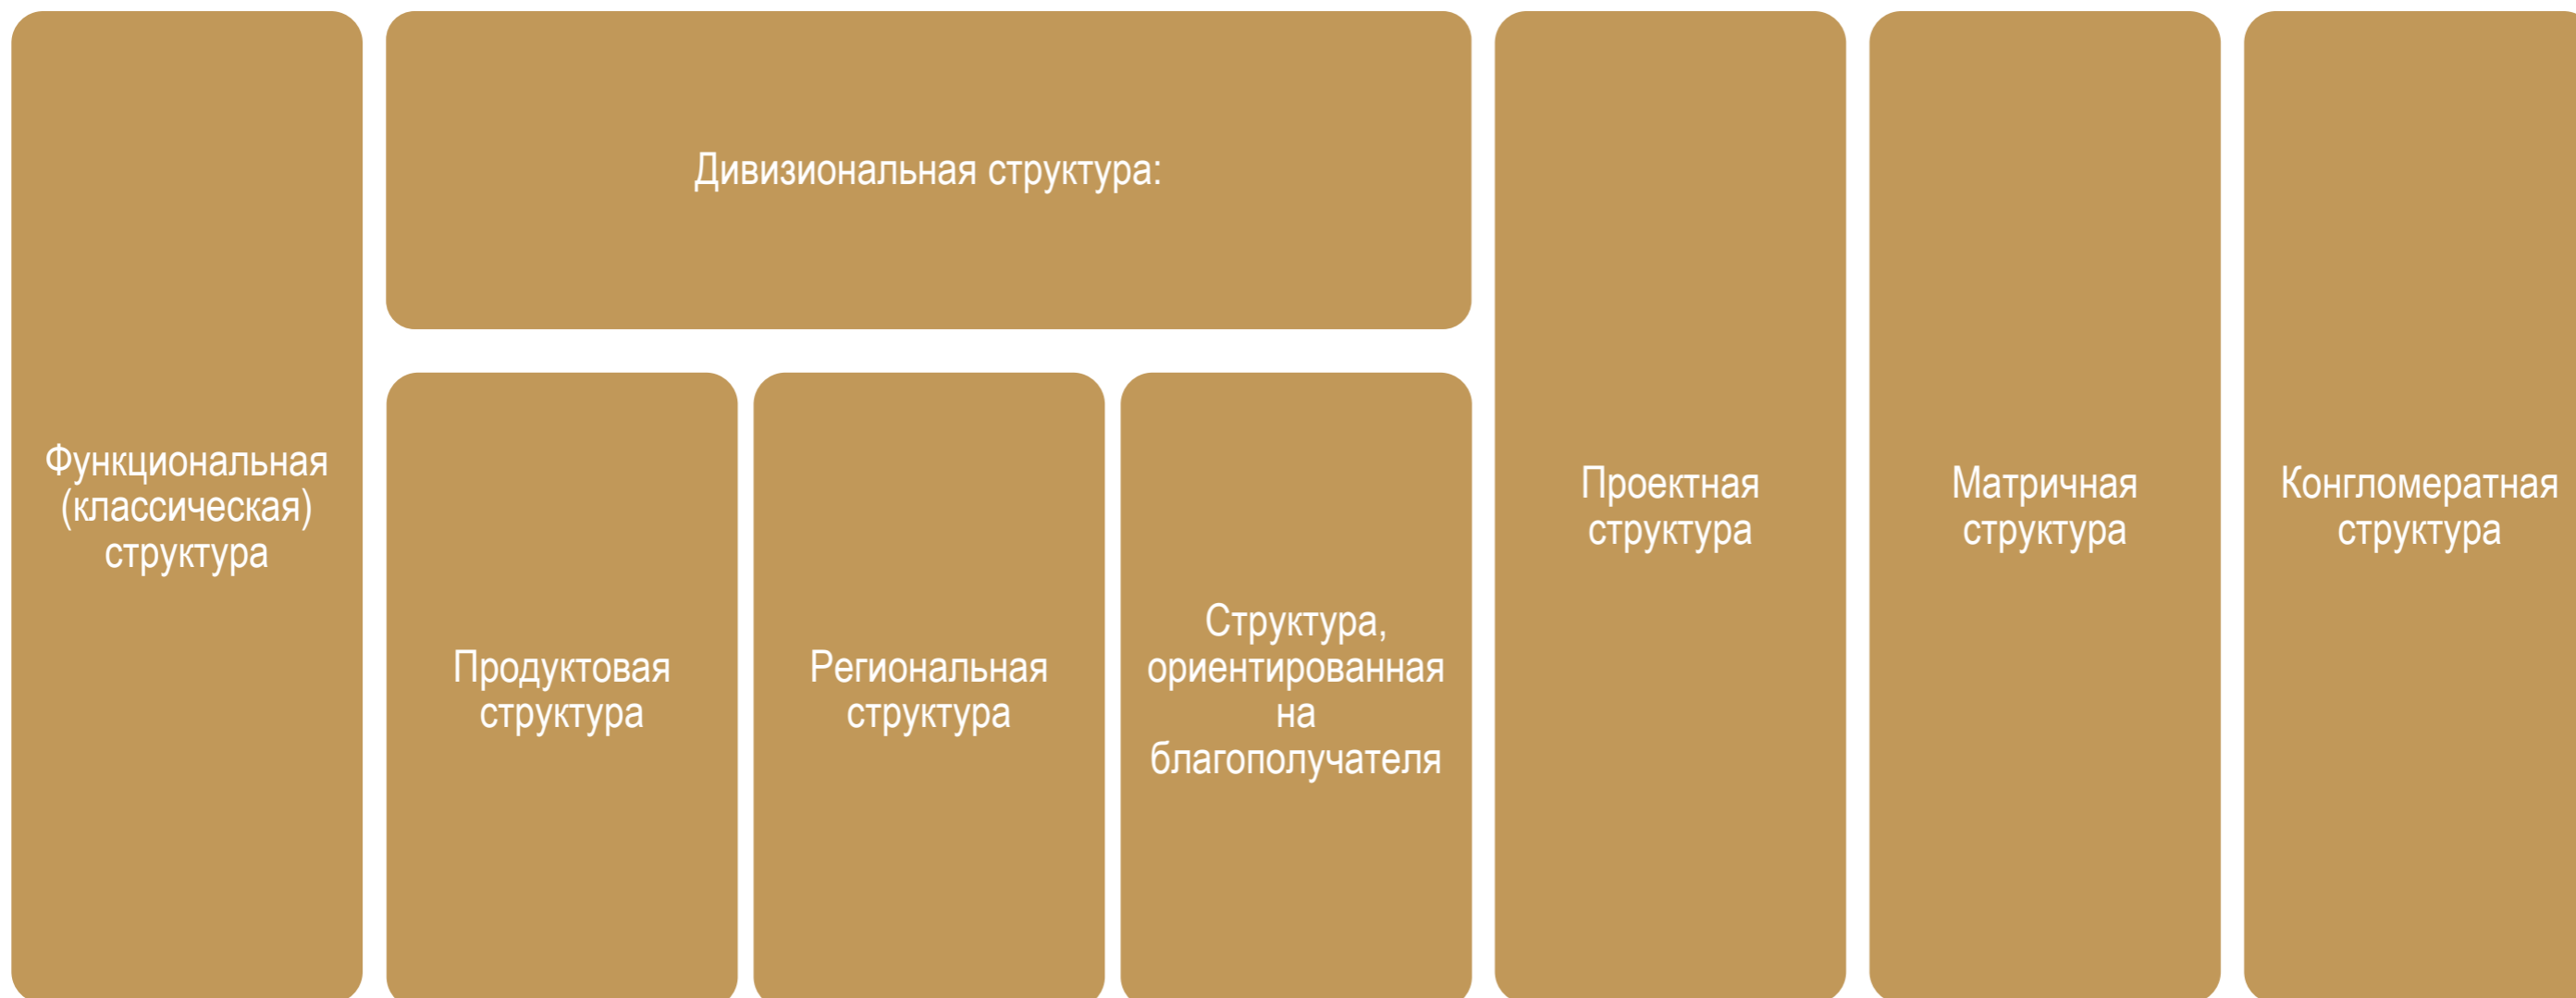 Функциональная
(классическая)
структура
Дивизиональная структура:
Продуктовая
структура
Региональная
структура
Структура,
ориентированная
на
благополучателя
Проектная
структура
Матричная
структура
Конгломератная
структура